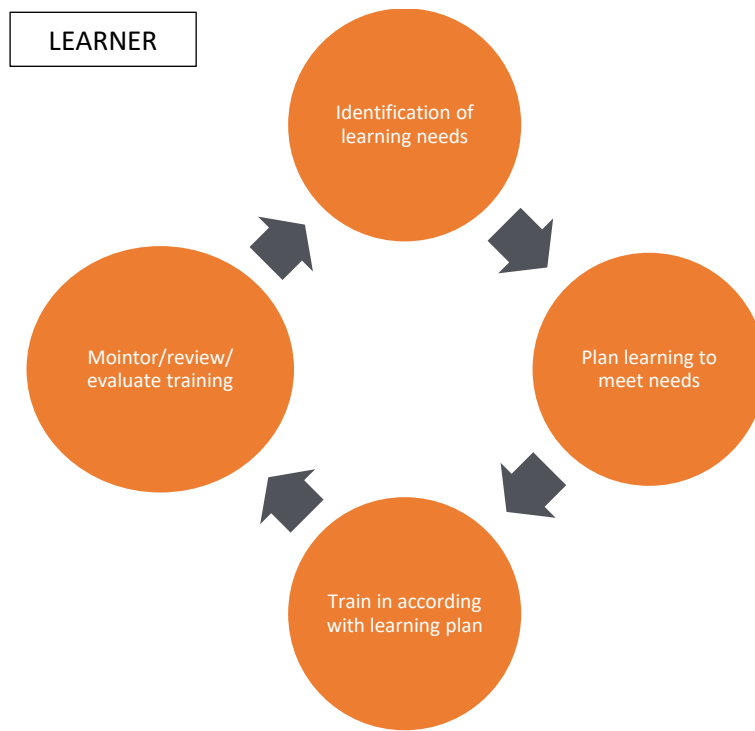 LEARNER
Identification of
learning needs
Plan learning to
meet needs
Train in according
with learning plan
Mointor/review/
evaluate training